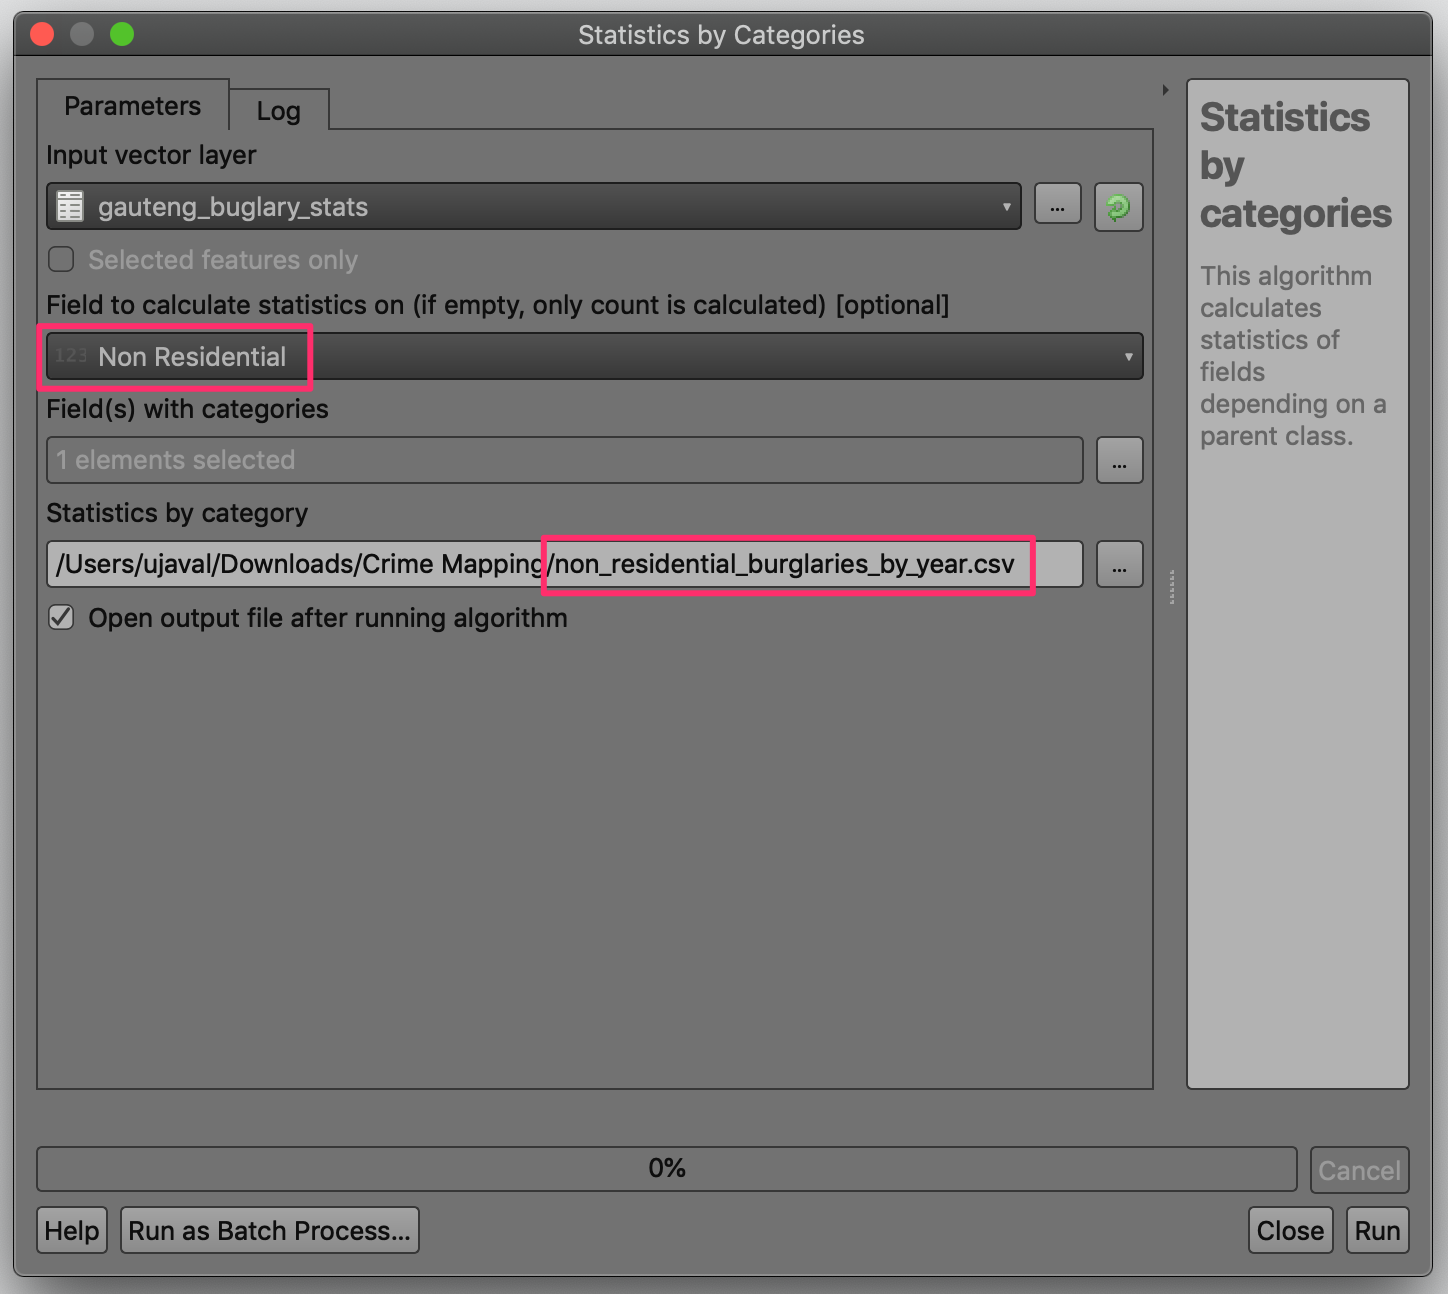 Statistics by Categories
Parameters
Log
Input vector layer
gauteng_buglary_stats
...
Selected features only
Field to calculate statistics on (if empty, only count is calculated) [optional]
123 Non Residential
Field(s) with categories
1 elements selected
...
Statistics by category
/Users/ujaval/Downloads/Crime Mapping/non_residential_burglaries_by_year.csv
...
Open output file after running algorithm
Statistics
by
categories
This algorithm
calculates
statistics of
fields
depending on a
parent class.
0%
Cancel
Help
Run as Batch Process...
Close
Run